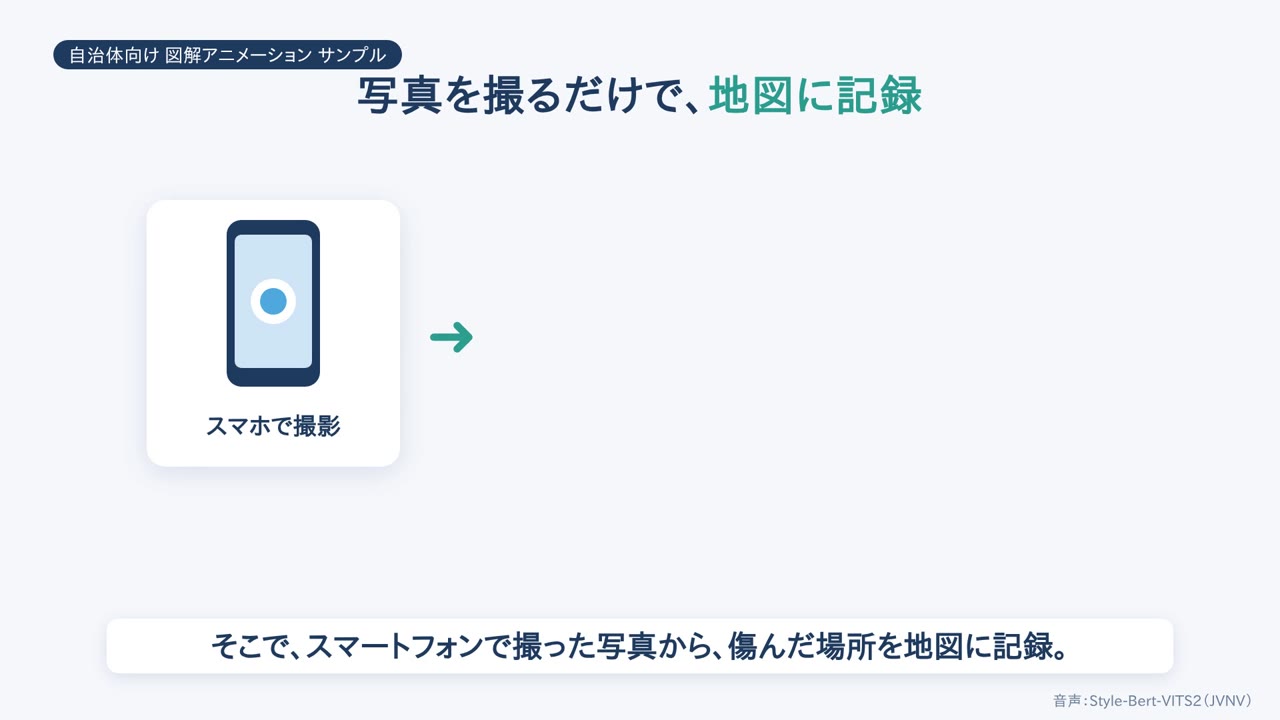 自治体向け 図解アニメーション サンプル
写真を撮るだけで、地図に記録
スマホで撮影
そこで、スマートフォンで撮った写真から、傷んだ場所を地図に記録。
音声：Style-Bert-VITS2（JVNV）